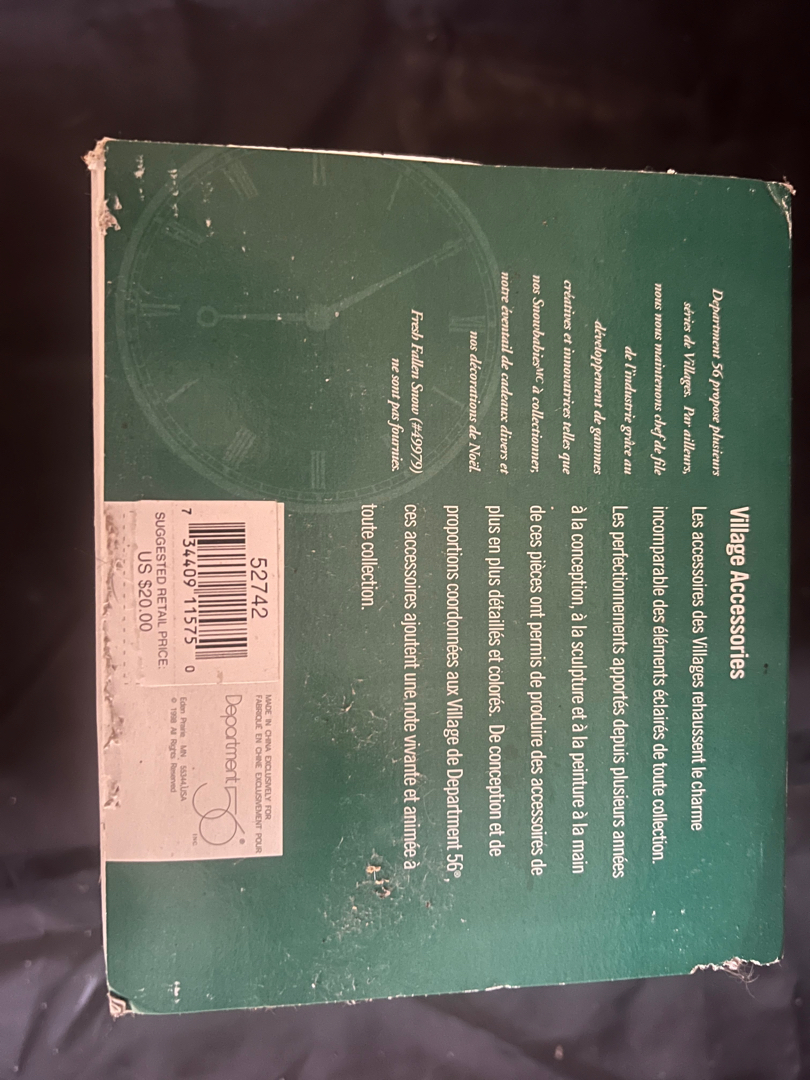 Village Accessories
Department 56 propose plusieurs
séries de Villages. Par ailleurs,
nous nous maintenons chef de file
de l'industrie grâce au
développement de gammes
créatives et innovatrices telles que
nos Snowbabies MC à collectionner,
notre éventail de cadeaux divers et
nos décorations de Noël.
Fresh Fallen Snow (#49979)
ne sont pas fournies.
Les accessoires des Villages rehaussent le charme
incomparable des éléments éclairés de toute collection.
Les perfectionnements apportés depuis plusieurs années
à la conception, à la sculpture et à la peinture à la main
de ces pièces ont permis de produire des accessoires de
plus en plus détaillés et colorés. De conception et de
proportions coordonnées aux Village de Department 56®,
ces accessoires ajoutent une note vivante et animée à
toute collection.
52742
7 34409 11575 0
SUGGESTED RETAIL PRICE:
US $20.00
MADE IN CHINA EXCLUSIVELY FOR
FABRIQUÉ EN CHINE EXCLUSIVEMENT POUR
Department 56®
INC.
Eden Prairie, MN 55344,USA
© 1998 All Rights Reserved